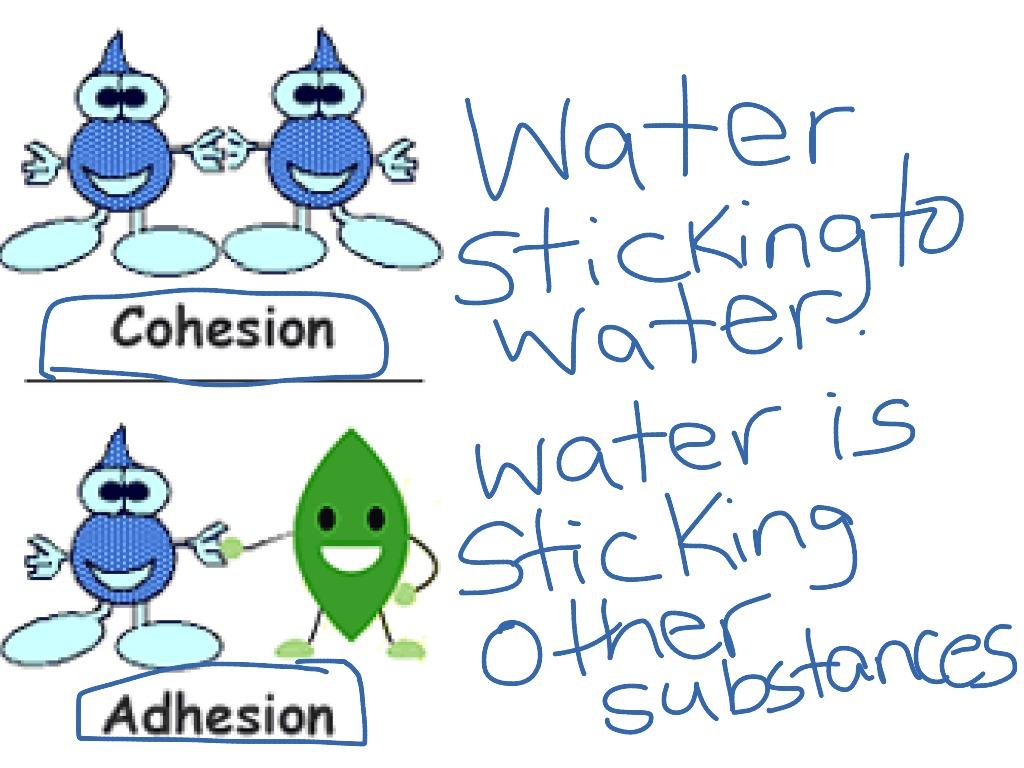 Water
Sticking to
Water.
Cohesion
water is
Sticking
Other
substances
Adhesion